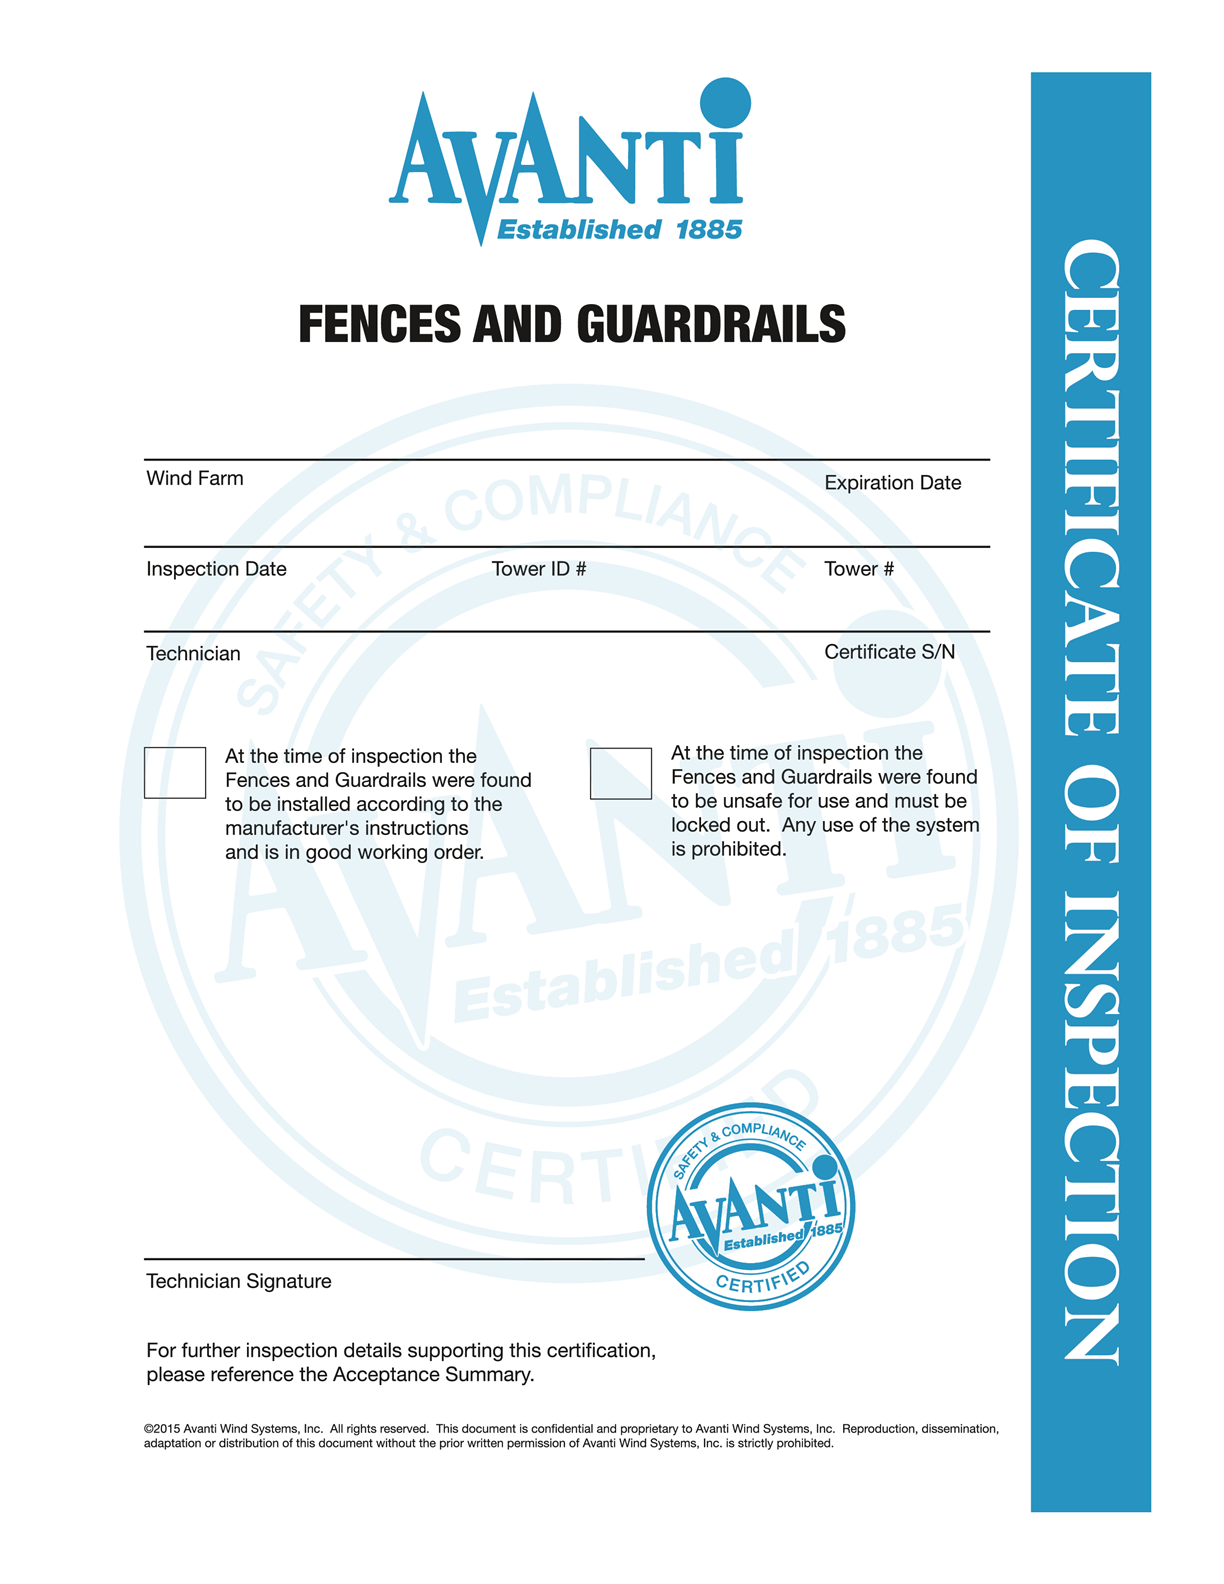 AVANTi
Established 1885
FENCES AND GUARDRAILS
Wind Farm
Expiration Date
Inspection Date
Tower ID #
Tower #
Technician
Certificate S/N
At the time of inspection the
Fences and Guardrails were found
to be installed according to the
manufacturer's instructions
and is in good working order.
At the time of inspection the
Fences and Guardrails were found
to be unsafe for use and must be
locked out.  Any use of the system
is prohibited.
SAFETY & COMPLIANCE
AVANTi
Established 1885
CERTIFIED
SAFETY & COMPLIANCE
AVANTi
Established 1885
CERTIFIED
Technician Signature
For further inspection details supporting this certification,
please reference the Acceptance Summary.
©2015 Avanti Wind Systems, Inc.  All rights reserved.  This document is confidential and proprietary to Avanti Wind Systems, Inc.  Reproduction, dissemination,
adaptation or distribution of this document without the prior written permission of Avanti Wind Systems, Inc. is strictly prohibited.
CERTIFICATE OF INSPECTION